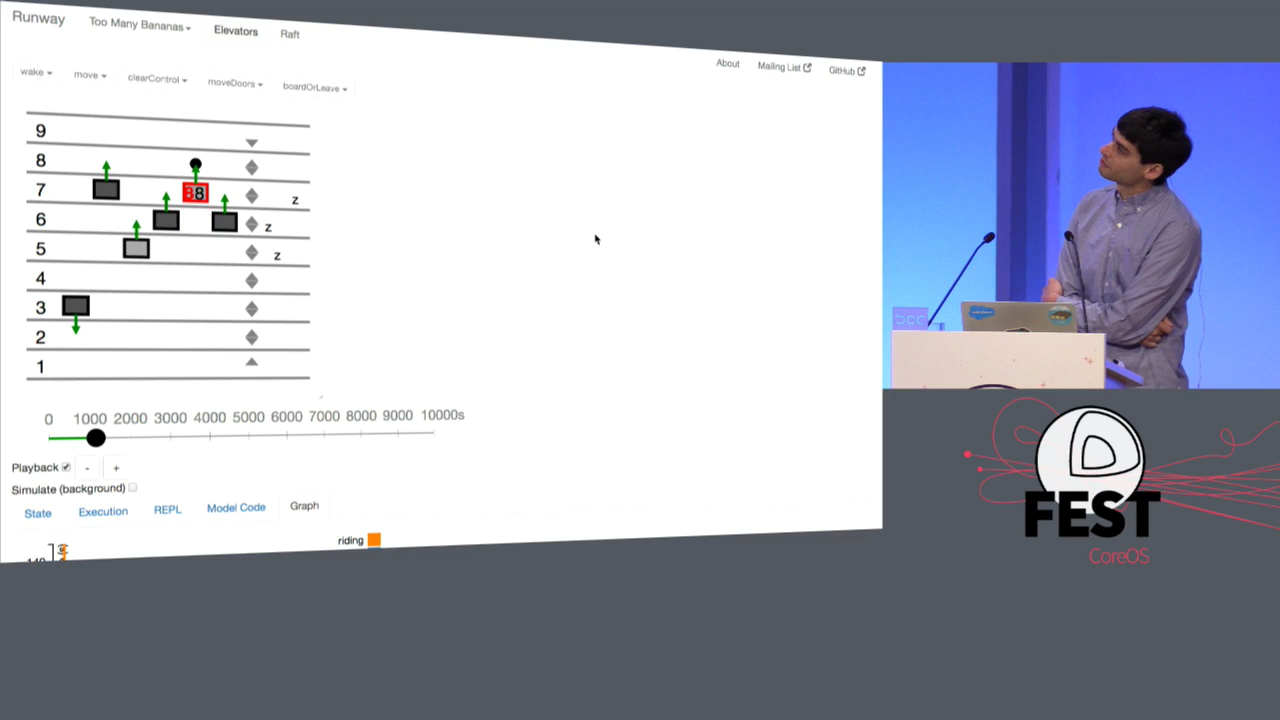 Runway
Too Many Bananas
Elevators
Raft
About
Mailing List
GitHub
wake
move
clearControl
moveDoors
boardOrLeave
9
8
7
8
z
6
z
5
z
4
3
2
1
0 1000 2000 3000 4000 5000 6000 7000 8000 9000 10000s
Playback - +
Simulate (background)
State Execution REPL Model Code Graph
riding
FEST
CoreOS